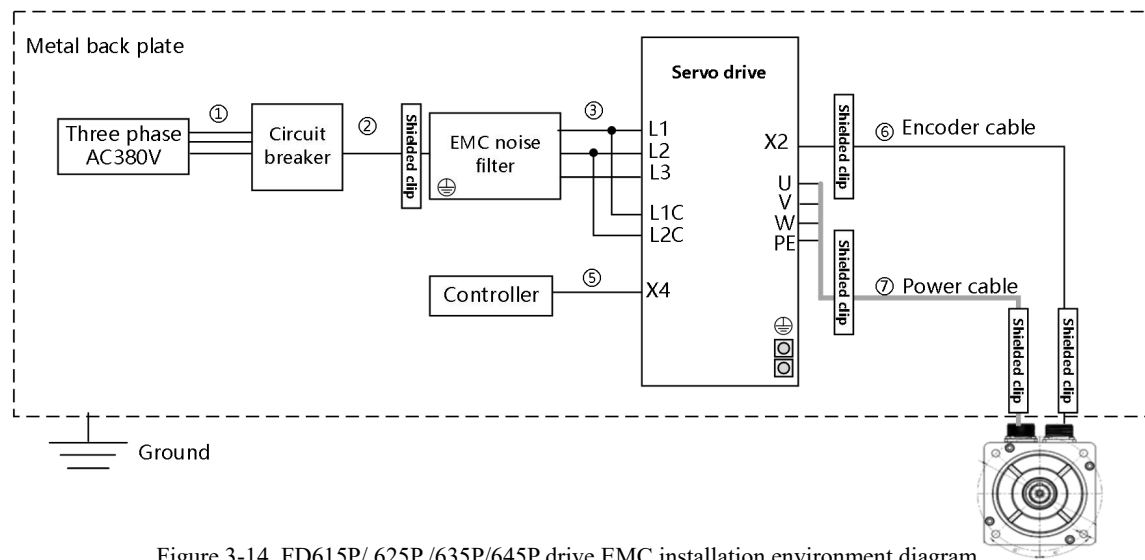 Metal back plate
Three phase
AC380V
①
Circuit
breaker
②
Shielded clip
EMC noise
filter
③
Servo drive
L1
L2
L3
L1C
L2C
X4
X2
U
V
W
PE
Controller
⑤
Shielded clip
⑥ Encoder cable
Shielded clip
⑦ Power cable
Shielded clip
Shielded clip
Ground
Figure 3-14 FD615P/ 625P /635P/645P drive EMC installation environment diagram